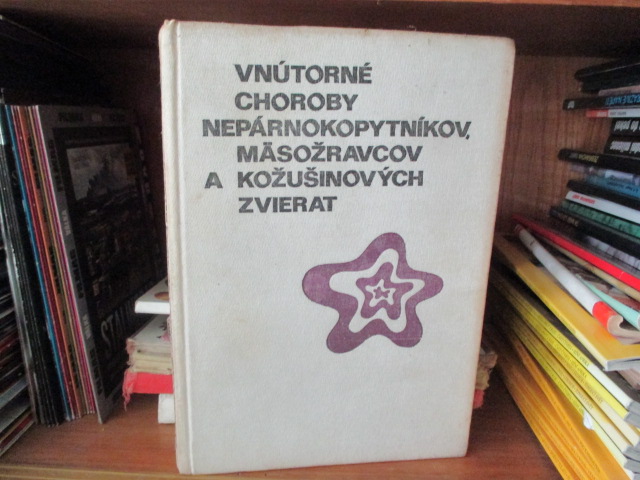 VNÚTORNÉ
CHOROBY
NEPÁRNOKOPYTNÍKOV,
MÄSOŽRAVCOV
A KOŽUŠINOVÝCH
ZVIERAT